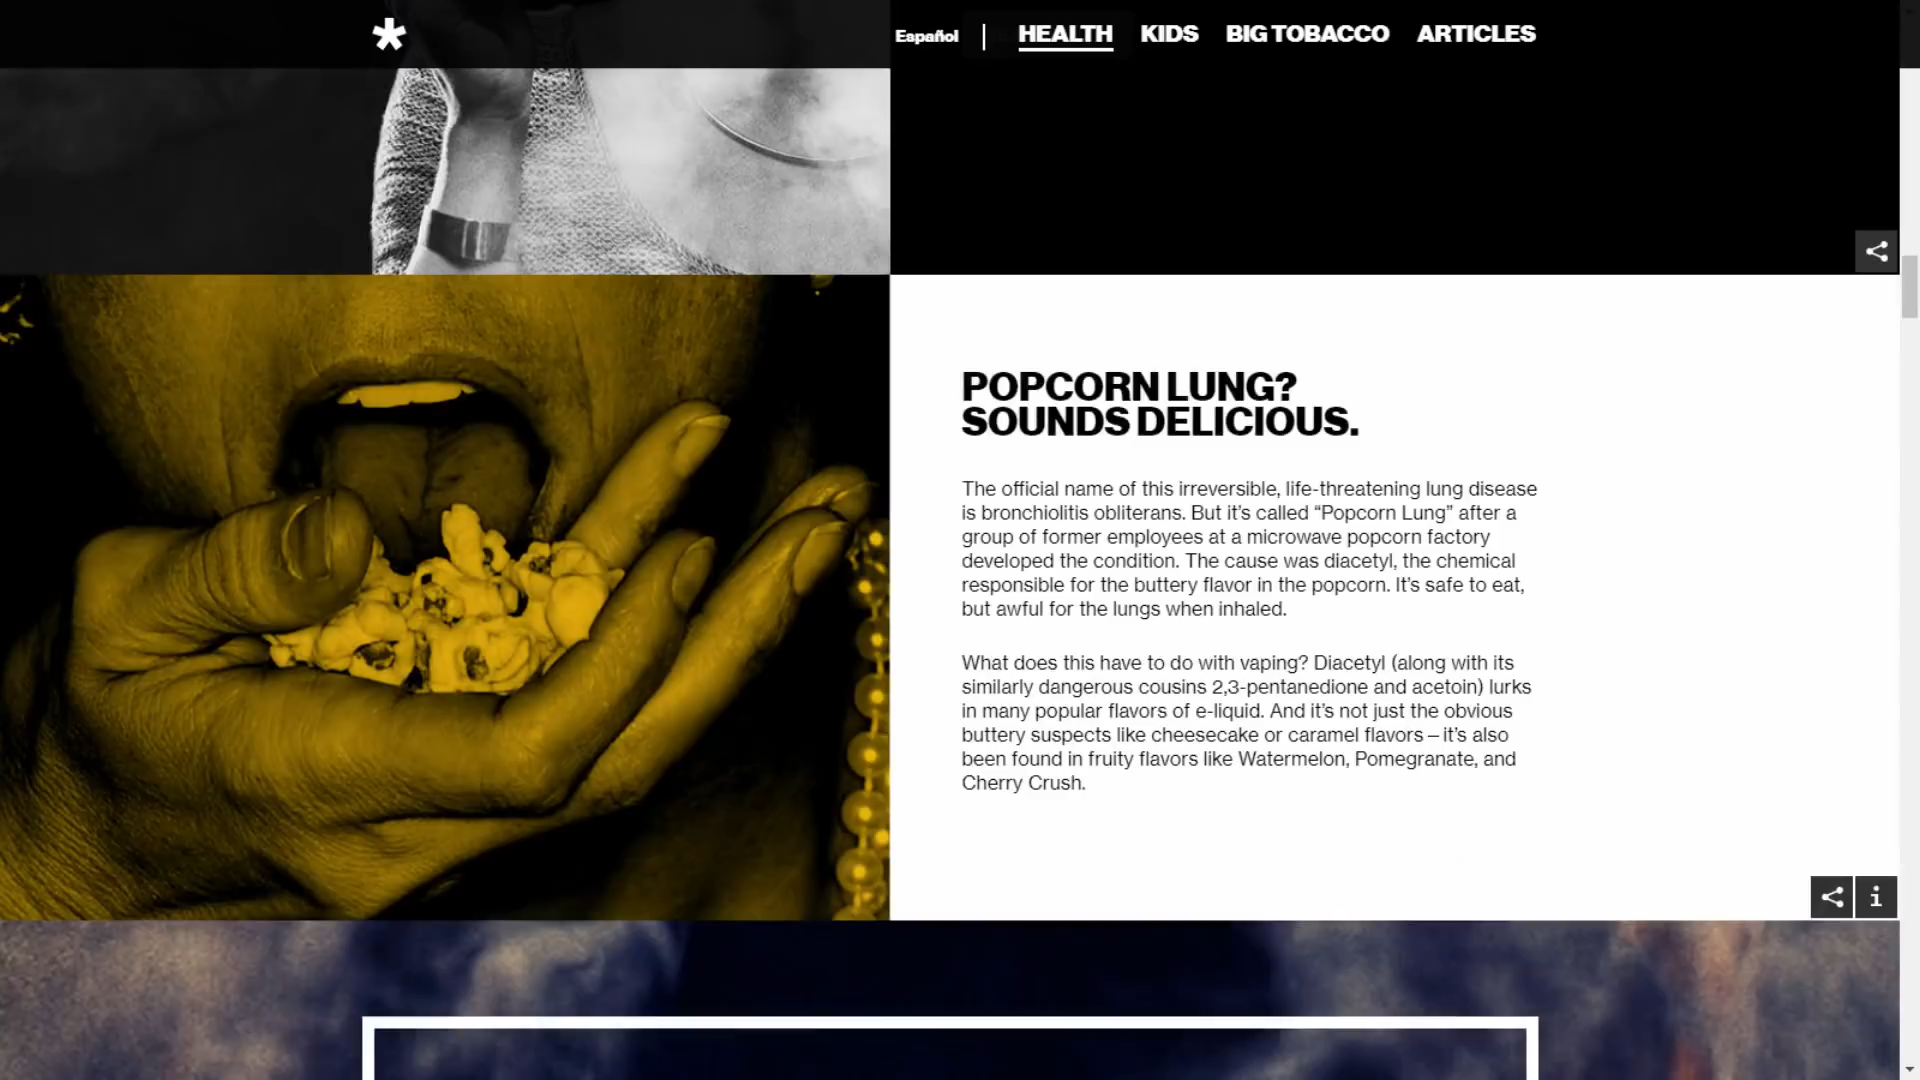 Español | HEALTH KIDS BIG TOBACCO ARTICLES
POPCORN LUNG?
SOUNDS DELICIOUS.
The official name of this irreversible, life-threatening lung disease
is bronchiolitis obliterans. But it’s called “Popcorn Lung” after a
group of former employees at a microwave popcorn factory
developed the condition. The cause was diacetyl, the chemical
responsible for the buttery flavor in the popcorn. It’s safe to eat,
but awful for the lungs when inhaled.
What does this have to do with vaping? Diacetyl (along with its
similarly dangerous cousins 2,3-pentanedione and acetoin) lurks
in many popular flavors of e-liquid. And it’s not just the obvious
buttery suspects like cheesecake or caramel flavors – it’s also
been found in fruity flavors like Watermelon, Pomegranate, and
Cherry Crush.